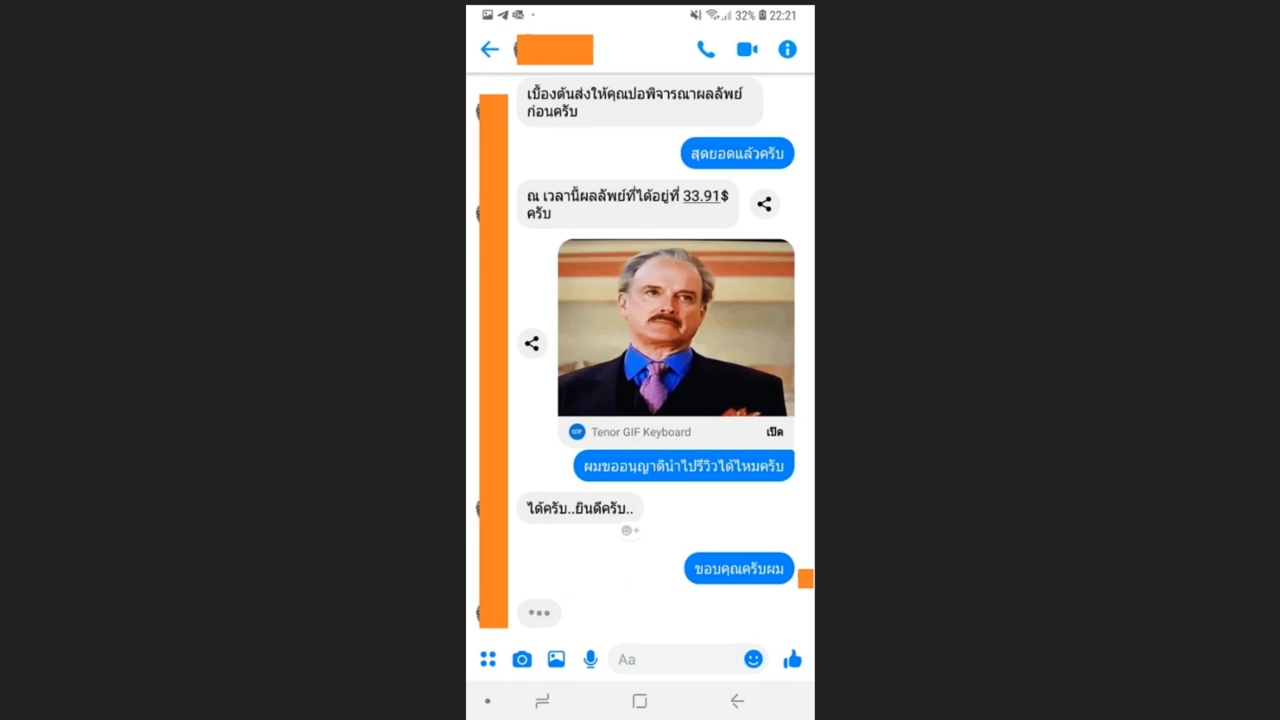 32% 22:21
เบื้องต้นส่งให้คุณปอพิจารณาผลลัพย์
ก่อนครับ
สุดยอดแล้วครับ
ณ เวลานี้ผลลัพย์ที่ได้อยู่ที่ 33.91$
ครับ
GIF Tenor GIF Keyboard เปิด
ผมขออนุญาตินำไปรีวิวได้ไหมครับ
ได้ครับ..ยินดีครับ..
ขอบคุณครับผม
Aa